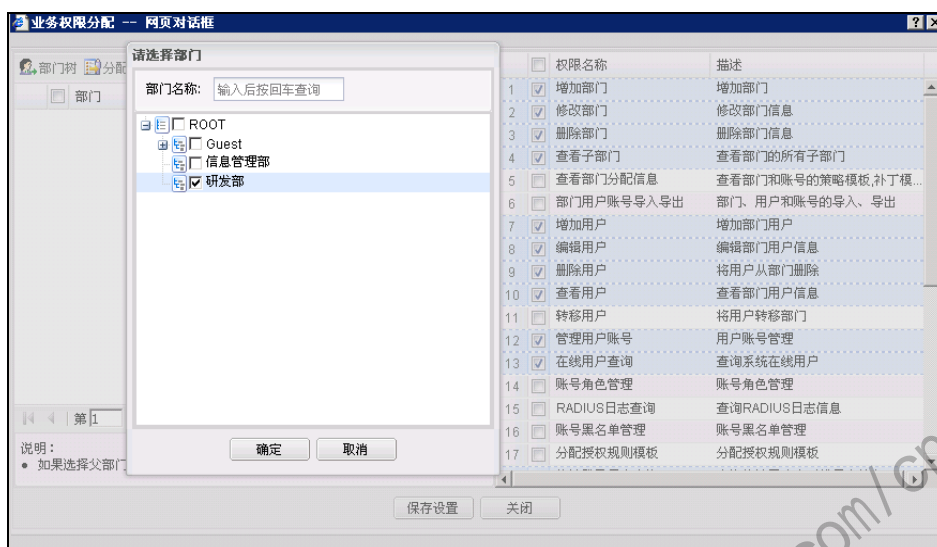 业务权限分配 -- 网页对话框
部门树 分配
部门
第 1
说明：
• 如果选择父部门
请选择部门
部门名称: 输入后按回车查询
ROOT
Guest
信息管理部
研发部
确定 取消
权限名称 描述
1 增加部门 增加部门
2 修改部门 修改部门信息
3 删除部门 删除部门信息
4 查看子部门 查看部门的所有子部门
5 查看部门分配信息 查看部门和账号的策略模板,补丁模...
6 部门用户账号导入导出 部门、用户和账号的导入、导出
7 增加用户 增加部门用户
8 编辑用户 编辑部门用户信息
9 删除用户 将用户从部门删除
10 查看用户 查看部门用户信息
11 转移用户 将用户转移部门
12 管理用户账号 用户账号管理
13 在线用户查询 查询系统在线用户
14 账号角色管理 账号角色管理
15 RADIUS日志查询 查询RADIUS日志信息
16 账号黑名单管理 账号黑名单管理
17 分配授权规则模板 分配授权规则模板
保存设置 关闭
com/cp